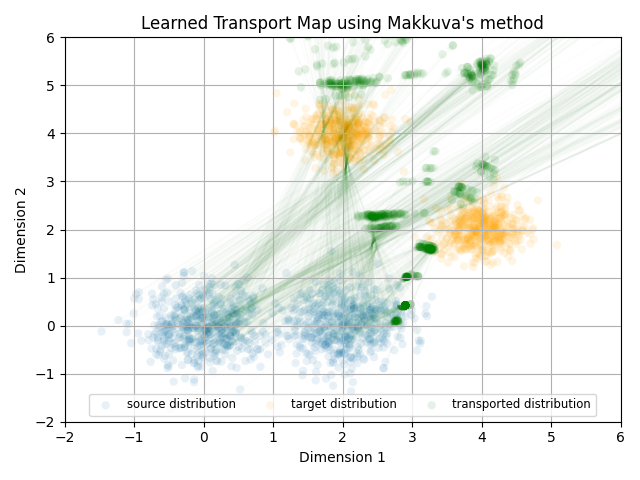 Learned Transport Map using Makkuva's method
6
5
4
3
2
1
0
−1
−2
Dimension 2
source distribution target distribution transported distribution
−2 −1 0 1 2 3 4 5 6
Dimension 1